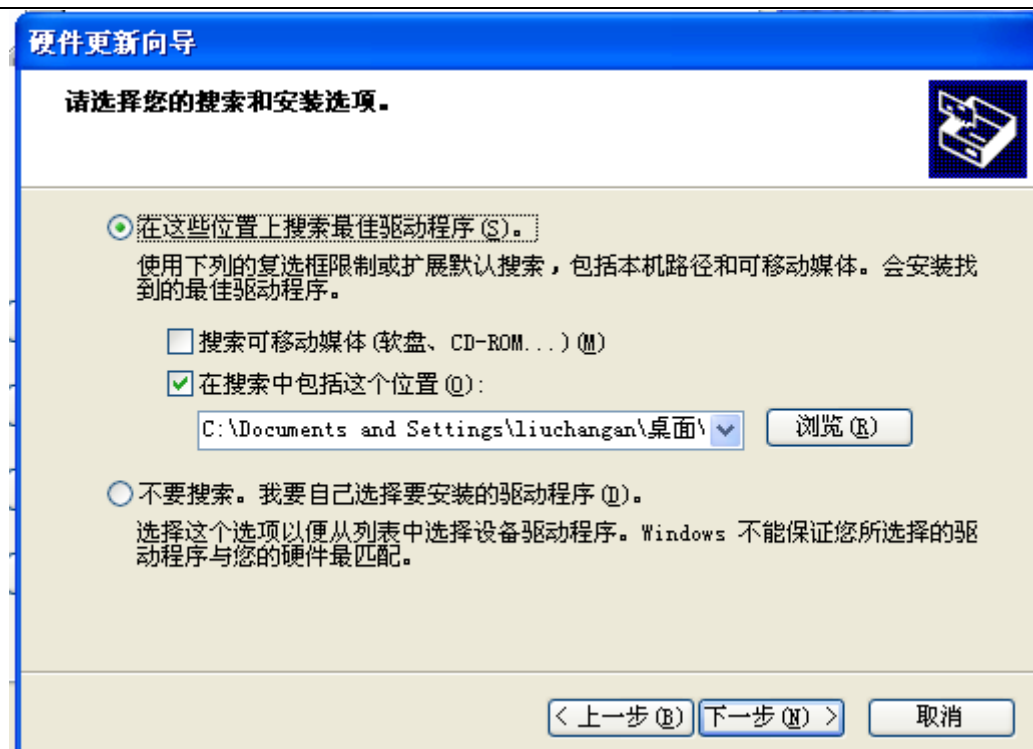 硬件更新向导
请选择您的搜索和安装选项。
在这些位置上搜索最佳驱动程序(S)。
使用下列的复选框限制或扩展默认搜索，包括本机路径和可移动媒体。会安装找
到的最佳驱动程序。
搜索可移动媒体(软盘、CD-ROM...)(M)
在搜索中包括这个位置(O):
C:\Documents and Settings\liuchangan\桌面\
浏览(R)
不要搜索。我要自己选择要安装的驱动程序(D)。
选择这个选项以便从列表中选择设备驱动程序。Windows 不能保证您所选择的驱
动程序与您的硬件最匹配。
< 上一步(B) 下一步(N) > 取消